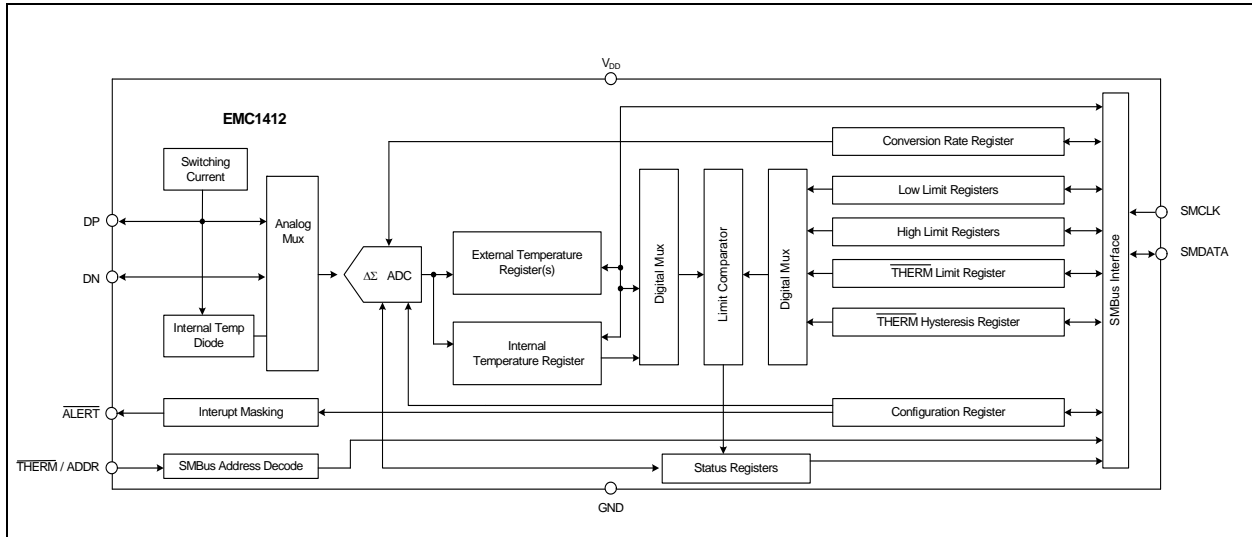 V_DD
EMC1412
Switching
Current
Analog
Mux
DP
DN
Internal Temp
Diode
ΔΣ ADC
External Temperature
Register(s)
Internal
Temperature Register
Digital Mux
Limit Comparator
Digital Mux
Conversion Rate Register
Low Limit Registers
High Limit Registers
THERM Limit Register
THERM Hysteresis Register
SMBus Interface
SMCLK
SMDATA
ALERT
Interupt Masking
Configuration Register
THERM / ADDR
SMBus Address Decode
Status Registers
GND